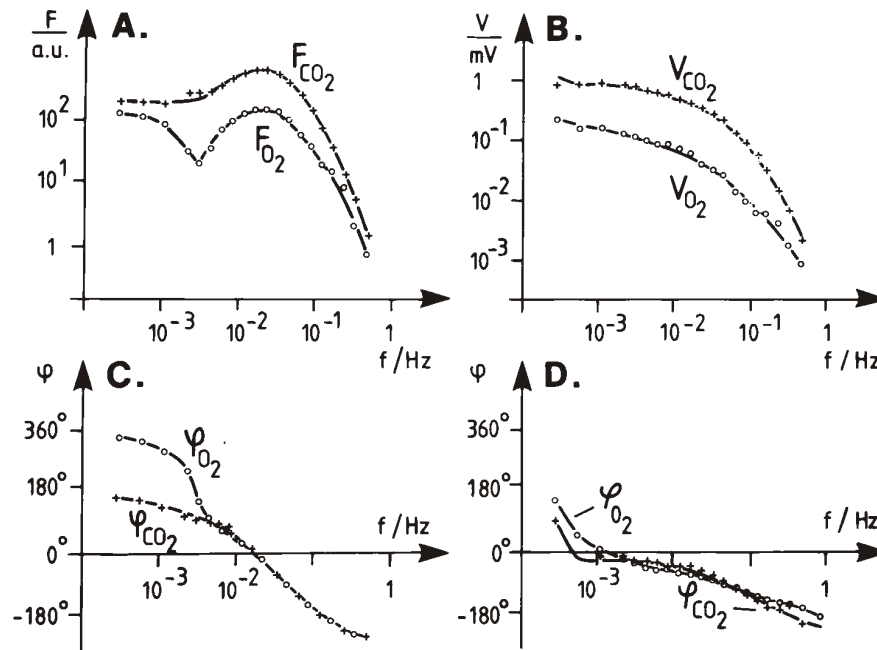 F/a.u.
A.
F_CO2
F_O2
10^2
10^1
1
10^-3
10^-2
10^-1
1
f/Hz
V/mV
B.
V_CO2
V_O2
1
10^-1
10^-2
10^-3
10^-3
10^-2
10^-1
1
f/Hz
φ
C.
360°
180°
0°
-180°
φ_O2
φ_CO2
f/Hz
10^-3
10^-2
1
φ
D.
360°
180°
0°
-180°
φ_O2
φ_CO2
f/Hz
10^-3
10^-2
1